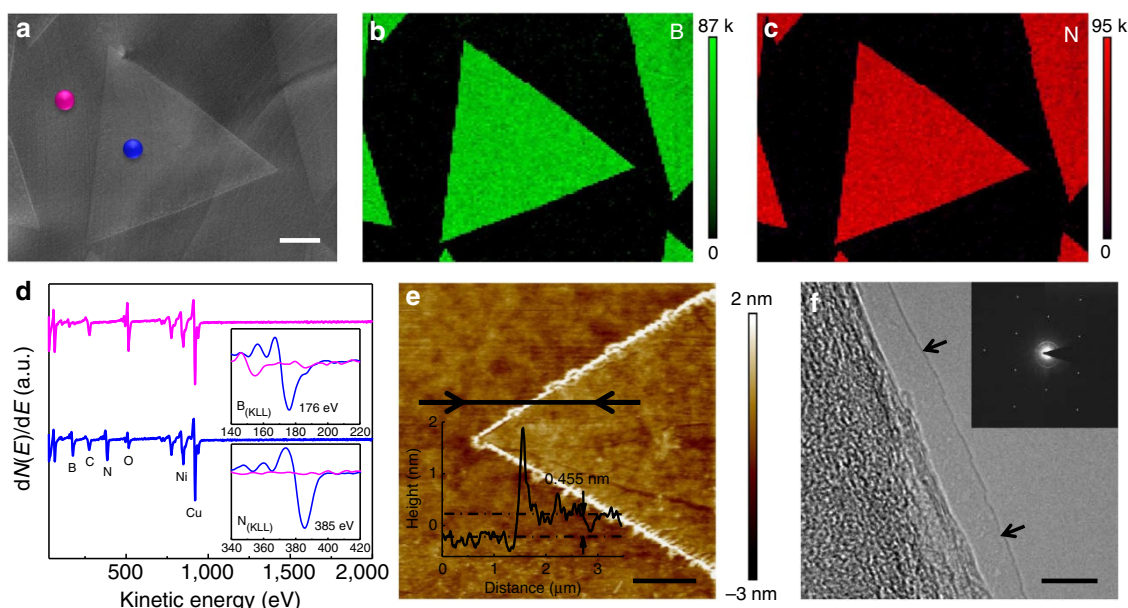 a
b
B
87 k
0
c
N
95 k
0
d
dN(E)/dE (a.u.)
B
C
N
O
Ni
Cu
B(KLL)
176 eV
140 160 180 200 220
N(KLL)
385 eV
340 360 380 400 420
500 1,000 1,500 2,000
Kinetic energy (eV)
e
2
1
0
Height (nm)
0.455 nm
0 1 2 3
Distance (μm)
2 nm
–3 nm
f